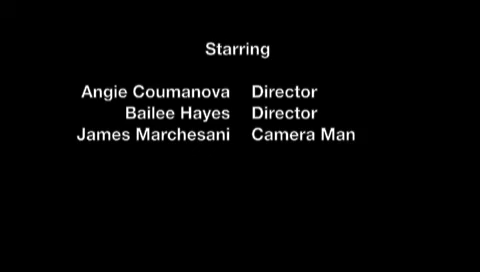 Starring
Angie Coumanova Director
Bailee Hayes Director
James Marchesani Camera Man